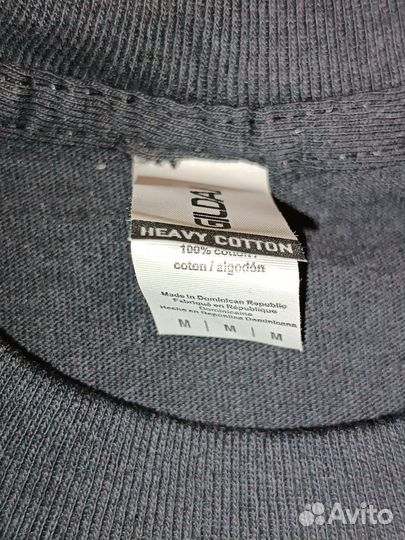 GILDAN
HEAVY COTTON
100% cotton /
coton / algodón
Made in Dominican Republic
Fabriqué en République
Dominicaine
Hecho en República Dominicana
M | M | M
Avito